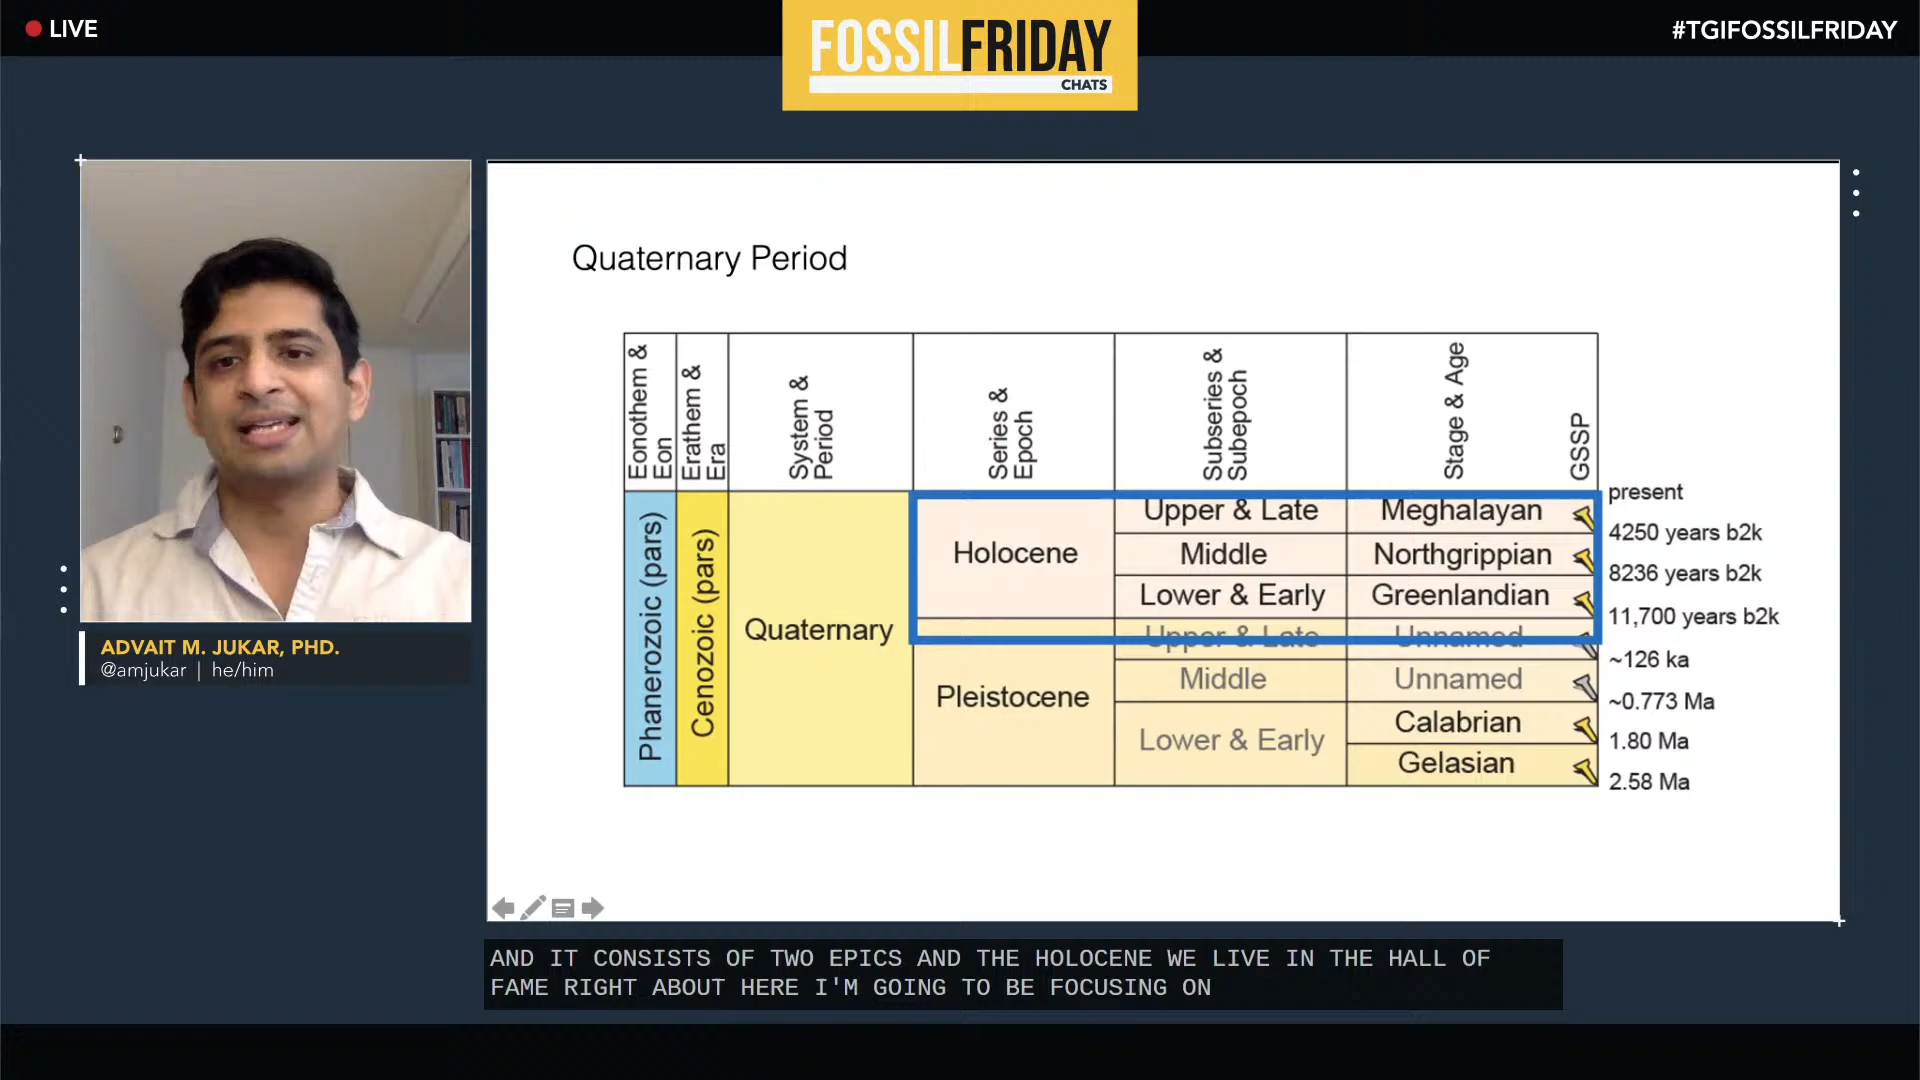 LIVE
FOSSILFRIDAY
CHATS
#TGIFOSSILFRIDAY
ADVAIT M. JUKAR, PHD.
@amjukar | he/him
Quaternary Period
Eonothem &
Eon
Erathem &
Era
System &
Period
Series &
Epoch
Subseries &
Subepoch
Stage & Age
GSSP
Phanerozoic (pars)
Cenozoic (pars)
Quaternary
Holocene
Pleistocene
Upper & Late
Middle
Lower & Early
Upper & Late
Middle
Lower & Early
Meghalayan
Northgrippian
Greenlandian
Unnamed
Unnamed
Calabrian
Gelasian
present
4250 years b2k
8236 years b2k
11,700 years b2k
~126 ka
~0.773 Ma
1.80 Ma
2.58 Ma
AND IT CONSISTS OF TWO EPICS AND THE HOLOCENE WE LIVE IN THE HALL OF
FAME RIGHT ABOUT HERE I'M GOING TO BE FOCUSING ON